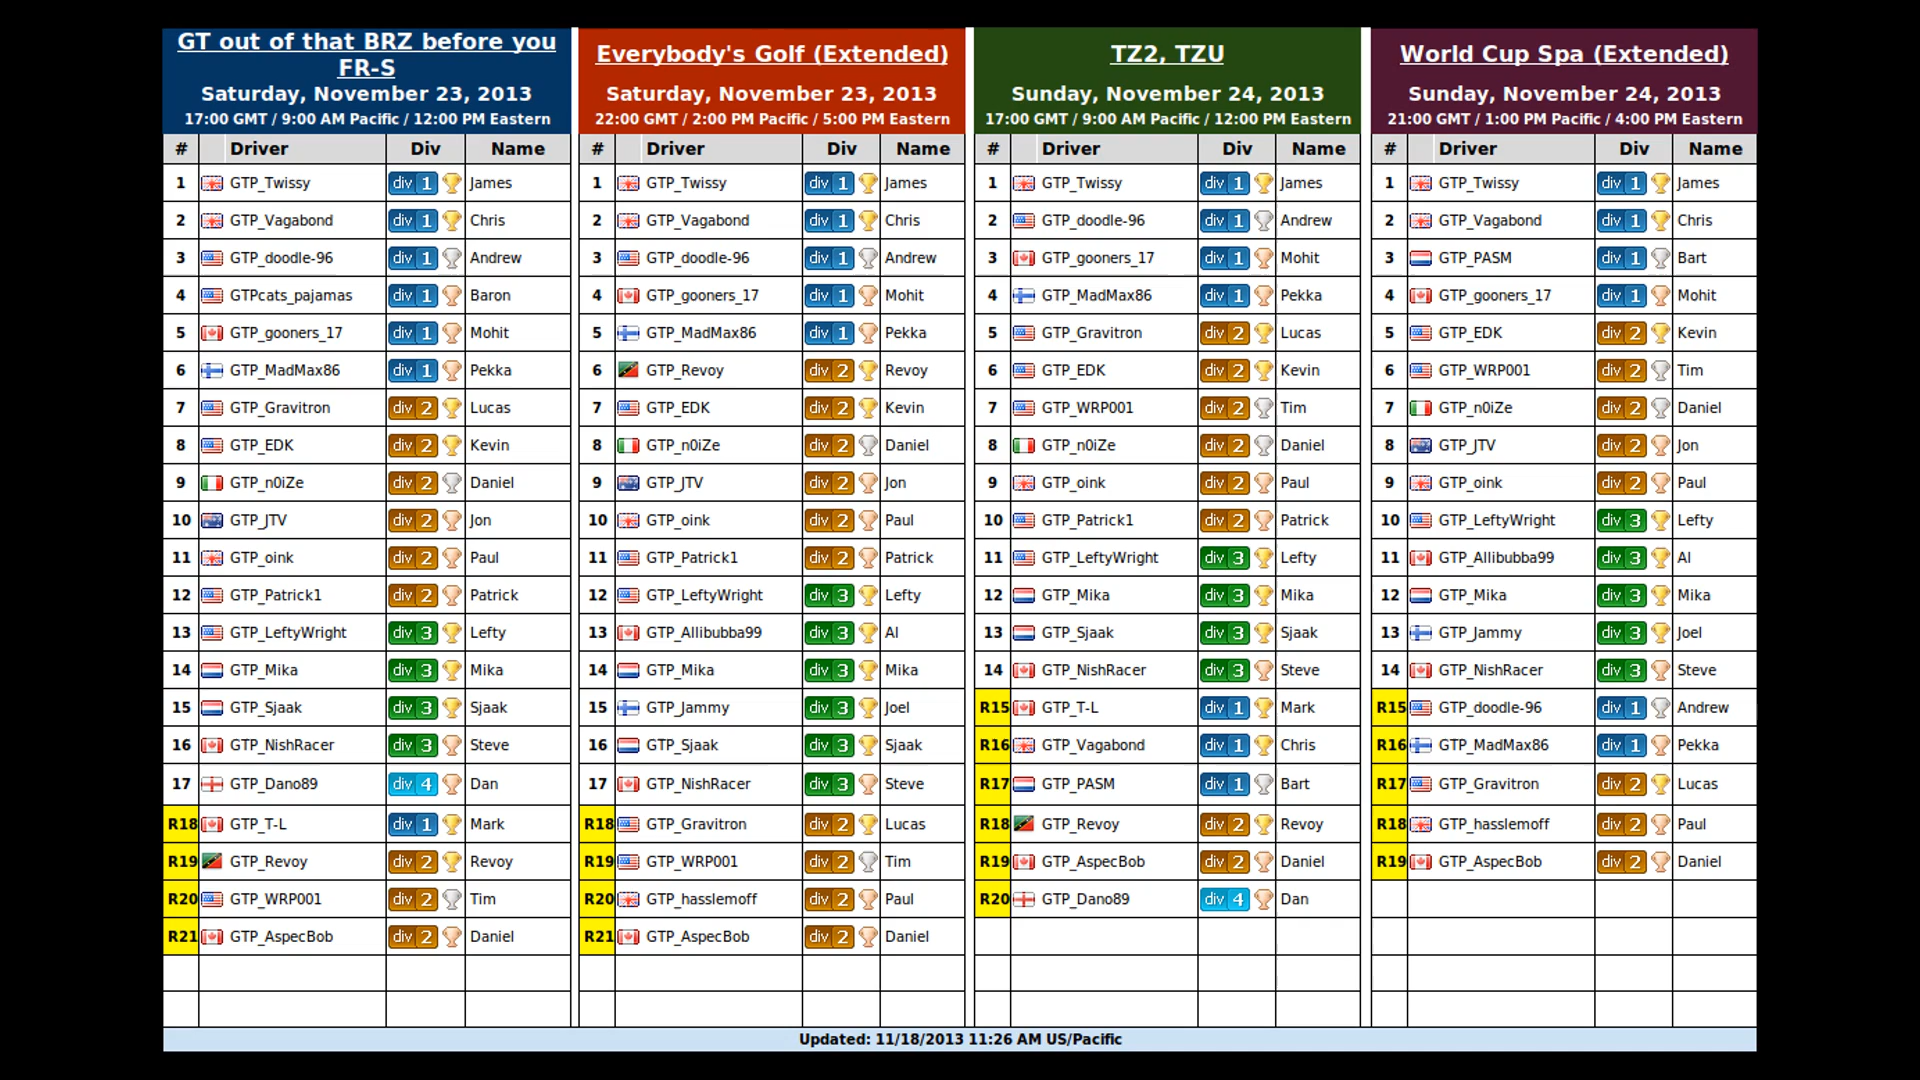 GT out of that BRZ before you
FR-S
Saturday, November 23, 2013
17:00 GMT / 9:00 AM Pacific / 12:00 PM Eastern
# Driver Div Name
1 GTP_Twissy div 1 James
2 GTP_Vagabond div 1 Chris
3 GTP_doodle-96 div 1 Andrew
4 GTPcats_pajamas div 1 Baron
5 GTP_gooners_17 div 1 Mohit
6 GTP_MadMax86 div 1 Pekka
7 GTP_Gravitron div 2 Lucas
8 GTP_EDK div 2 Kevin
9 GTP_n0iZe div 2 Daniel
10 GTP_JTV div 2 Jon
11 GTP_oink div 2 Paul
12 GTP_Patrick1 div 2 Patrick
13 GTP_LeftyWright div 3 Lefty
14 GTP_Mika div 3 Mika
15 GTP_Sjaak div 3 Sjaak
16 GTP_NishRacer div 3 Steve
17 GTP_Dano89 div 4 Dan
R18 GTP_T-L div 1 Mark
R19 GTP_Revoy div 2 Revoy
R20 GTP_WRP001 div 2 Tim
R21 GTP_AspecBob div 2 Daniel
Everybody's Golf (Extended)
Saturday, November 23, 2013
22:00 GMT / 2:00 PM Pacific / 5:00 PM Eastern
# Driver Div Name
1 GTP_Twissy div 1 James
2 GTP_Vagabond div 1 Chris
3 GTP_doodle-96 div 1 Andrew
4 GTP_gooners_17 div 1 Mohit
5 GTP_MadMax86 div 1 Pekka
6 GTP_Revoy div 2 Revoy
7 GTP_EDK div 2 Kevin
8 GTP_n0iZe div 2 Daniel
9 GTP_JTV div 2 Jon
10 GTP_oink div 2 Paul
11 GTP_Patrick1 div 2 Patrick
12 GTP_LeftyWright div 3 Lefty
13 GTP_Allibubba99 div 3 Al
14 GTP_Mika div 3 Mika
15 GTP_Jammy div 3 Joel
16 GTP_Sjaak div 3 Sjaak
17 GTP_NishRacer div 3 Steve
R18 GTP_Gravitron div 2 Lucas
R19 GTP_WRP001 div 2 Tim
R20 GTP_hasslemoff div 2 Paul
R21 GTP_AspecBob div 2 Daniel
TZ2, TZU
Sunday, November 24, 2013
17:00 GMT / 9:00 AM Pacific / 12:00 PM Eastern
# Driver Div Name
1 GTP_Twissy div 1 James
2 GTP_doodle-96 div 1 Andrew
3 GTP_gooners_17 div 1 Mohit
4 GTP_MadMax86 div 1 Pekka
5 GTP_Gravitron div 2 Lucas
6 GTP_EDK div 2 Kevin
7 GTP_WRP001 div 2 Tim
8 GTP_n0iZe div 2 Daniel
9 GTP_oink div 2 Paul
10 GTP_Patrick1 div 2 Patrick
11 GTP_LeftyWright div 3 Lefty
12 GTP_Mika div 3 Mika
13 GTP_Sjaak div 3 Sjaak
14 GTP_NishRacer div 3 Steve
R15 GTP_T-L div 1 Mark
R16 GTP_Vagabond div 1 Chris
R17 GTP_PASM div 1 Bart
R18 GTP_Revoy div 2 Revoy
R19 GTP_AspecBob div 2 Daniel
R20 GTP_Dano89 div 4 Dan
World Cup Spa (Extended)
Sunday, November 24, 2013
21:00 GMT / 1:00 PM Pacific / 4:00 PM Eastern
# Driver Div Name
1 GTP_Twissy div 1 James
2 GTP_Vagabond div 1 Chris
3 GTP_PASM div 1 Bart
4 GTP_gooners_17 div 1 Mohit
5 GTP_EDK div 2 Kevin
6 GTP_WRP001 div 2 Tim
7 GTP_n0iZe div 2 Daniel
8 GTP_JTV div 2 Jon
9 GTP_oink div 2 Paul
10 GTP_LeftyWright div 3 Lefty
11 GTP_Allibubba99 div 3 Al
12 GTP_Mika div 3 Mika
13 GTP_Jammy div 3 Joel
14 GTP_NishRacer div 3 Steve
R15 GTP_doodle-96 div 1 Andrew
R16 GTP_MadMax86 div 1 Pekka
R17 GTP_Gravitron div 2 Lucas
R18 GTP_hasslemoff div 2 Paul
R19 GTP_AspecBob div 2 Daniel
Updated: 11/18/2013 11:26 AM US/Pacific